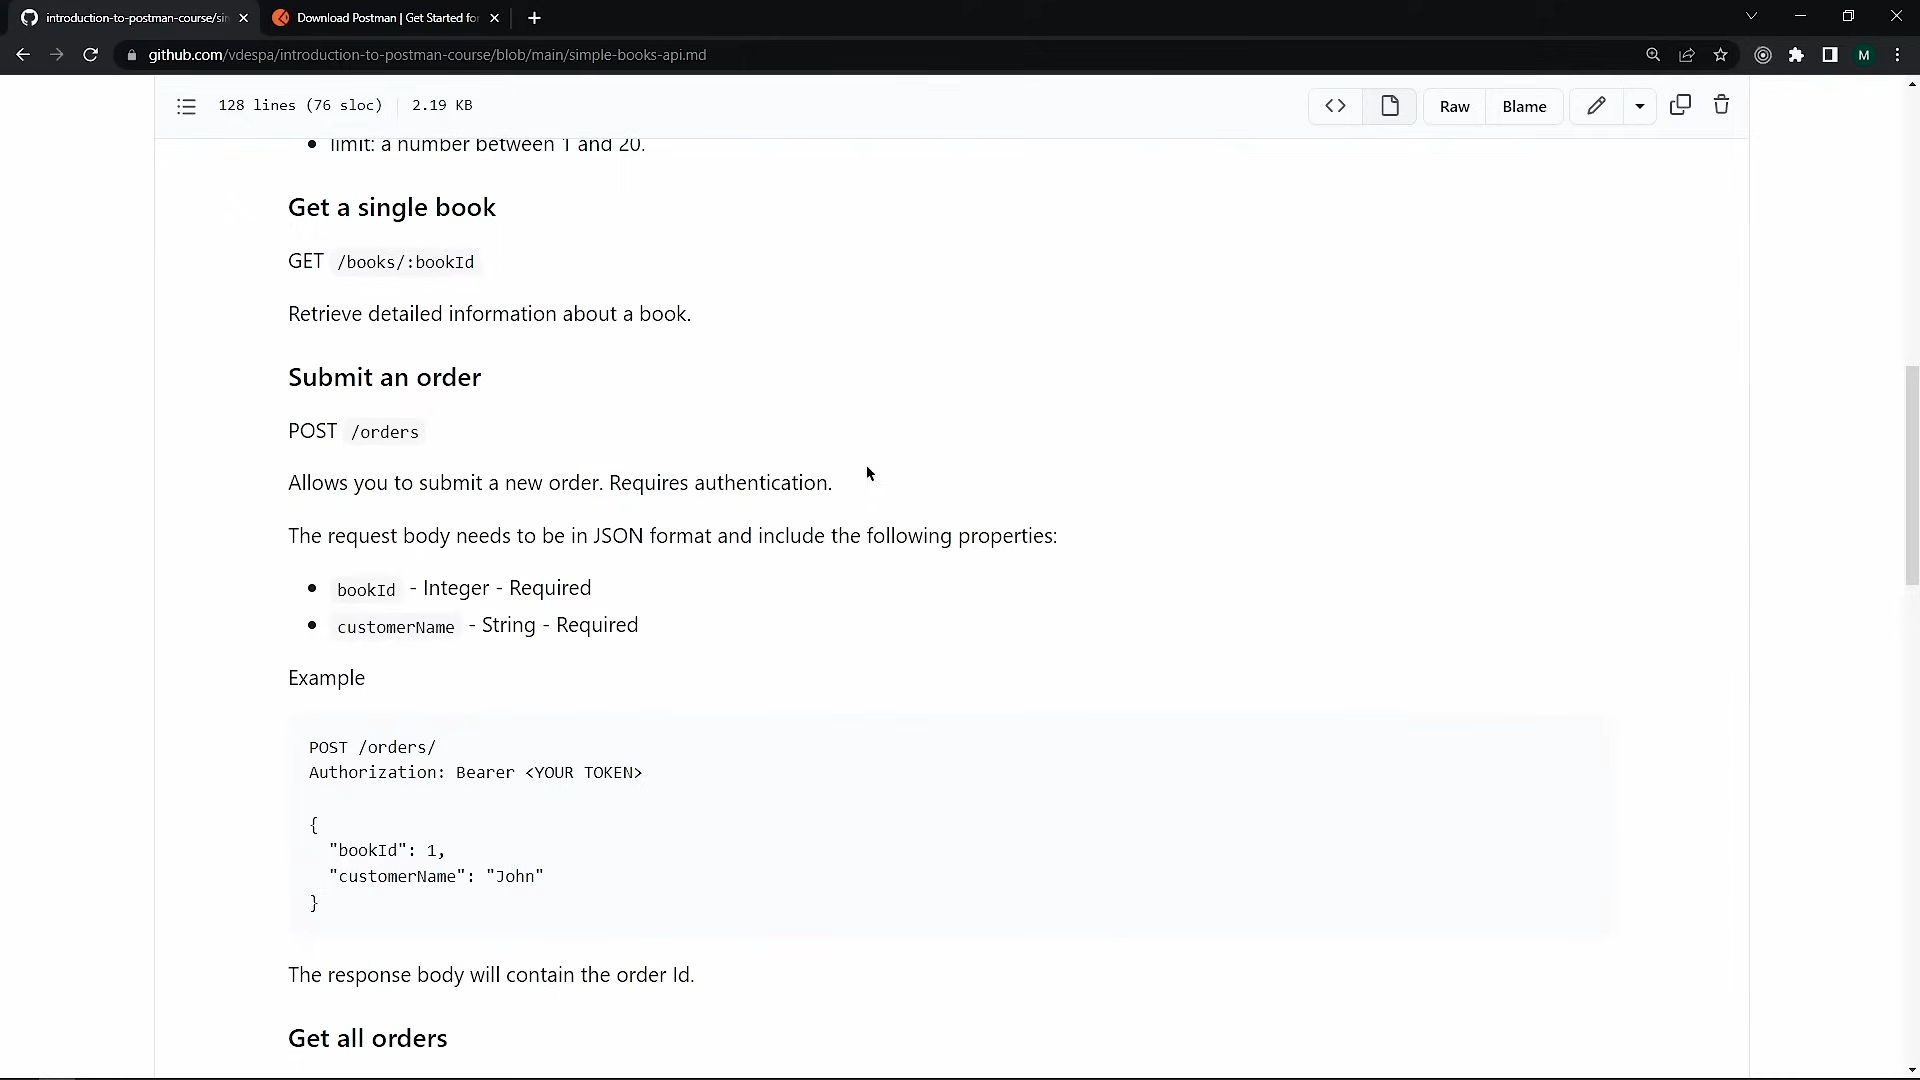 introduction-to-postman-course/sim
Download Postman | Get Started for
github.com/vdespa/introduction-to-postman-course/blob/main/simple-books-api.md
M
128 lines (76 sloc)
2.19 KB
Raw
Blame
limit: a number between 1 and 20.
Get a single book
GET /books/:bookId
Retrieve detailed information about a book.
Submit an order
POST /orders
Allows you to submit a new order. Requires authentication.
The request body needs to be in JSON format and include the following properties:
bookId - Integer - Required
customerName - String - Required
Example
POST /orders/
Authorization: Bearer <YOUR TOKEN>
{
"bookId": 1,
"customerName": "John"
}
The response body will contain the order Id.
Get all orders